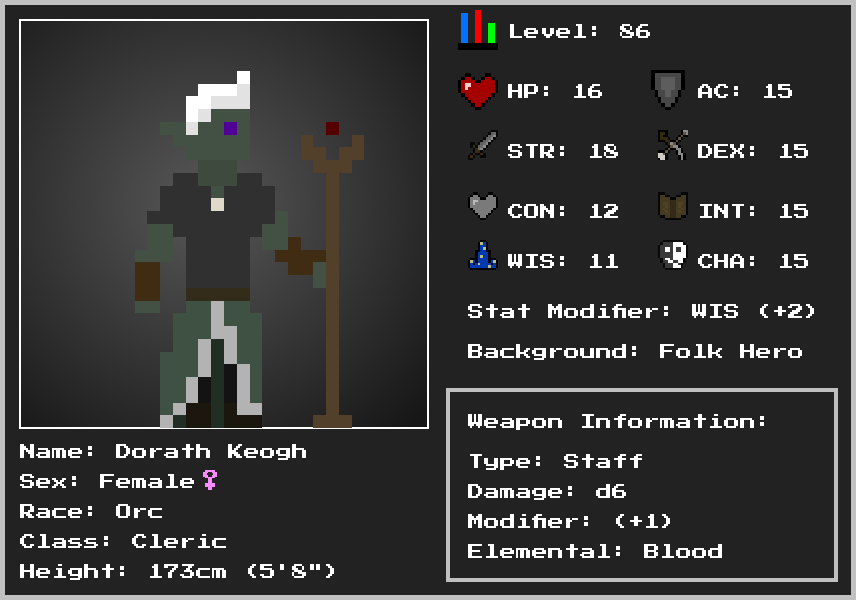 Level: 86
HP: 16
AC: 15
STR: 18
DEX: 15
CON: 12
INT: 15
WIS: 11
CHA: 15
Stat Modifier: WIS (+2)
Background: Folk Hero
Name: Dorath Keogh
Sex: Female♀
Race: Orc
Class: Cleric
Height: 173cm (5'8")
Weapon Information:
Type: Staff
Damage: d6
Modifier: (+1)
Elemental: Blood